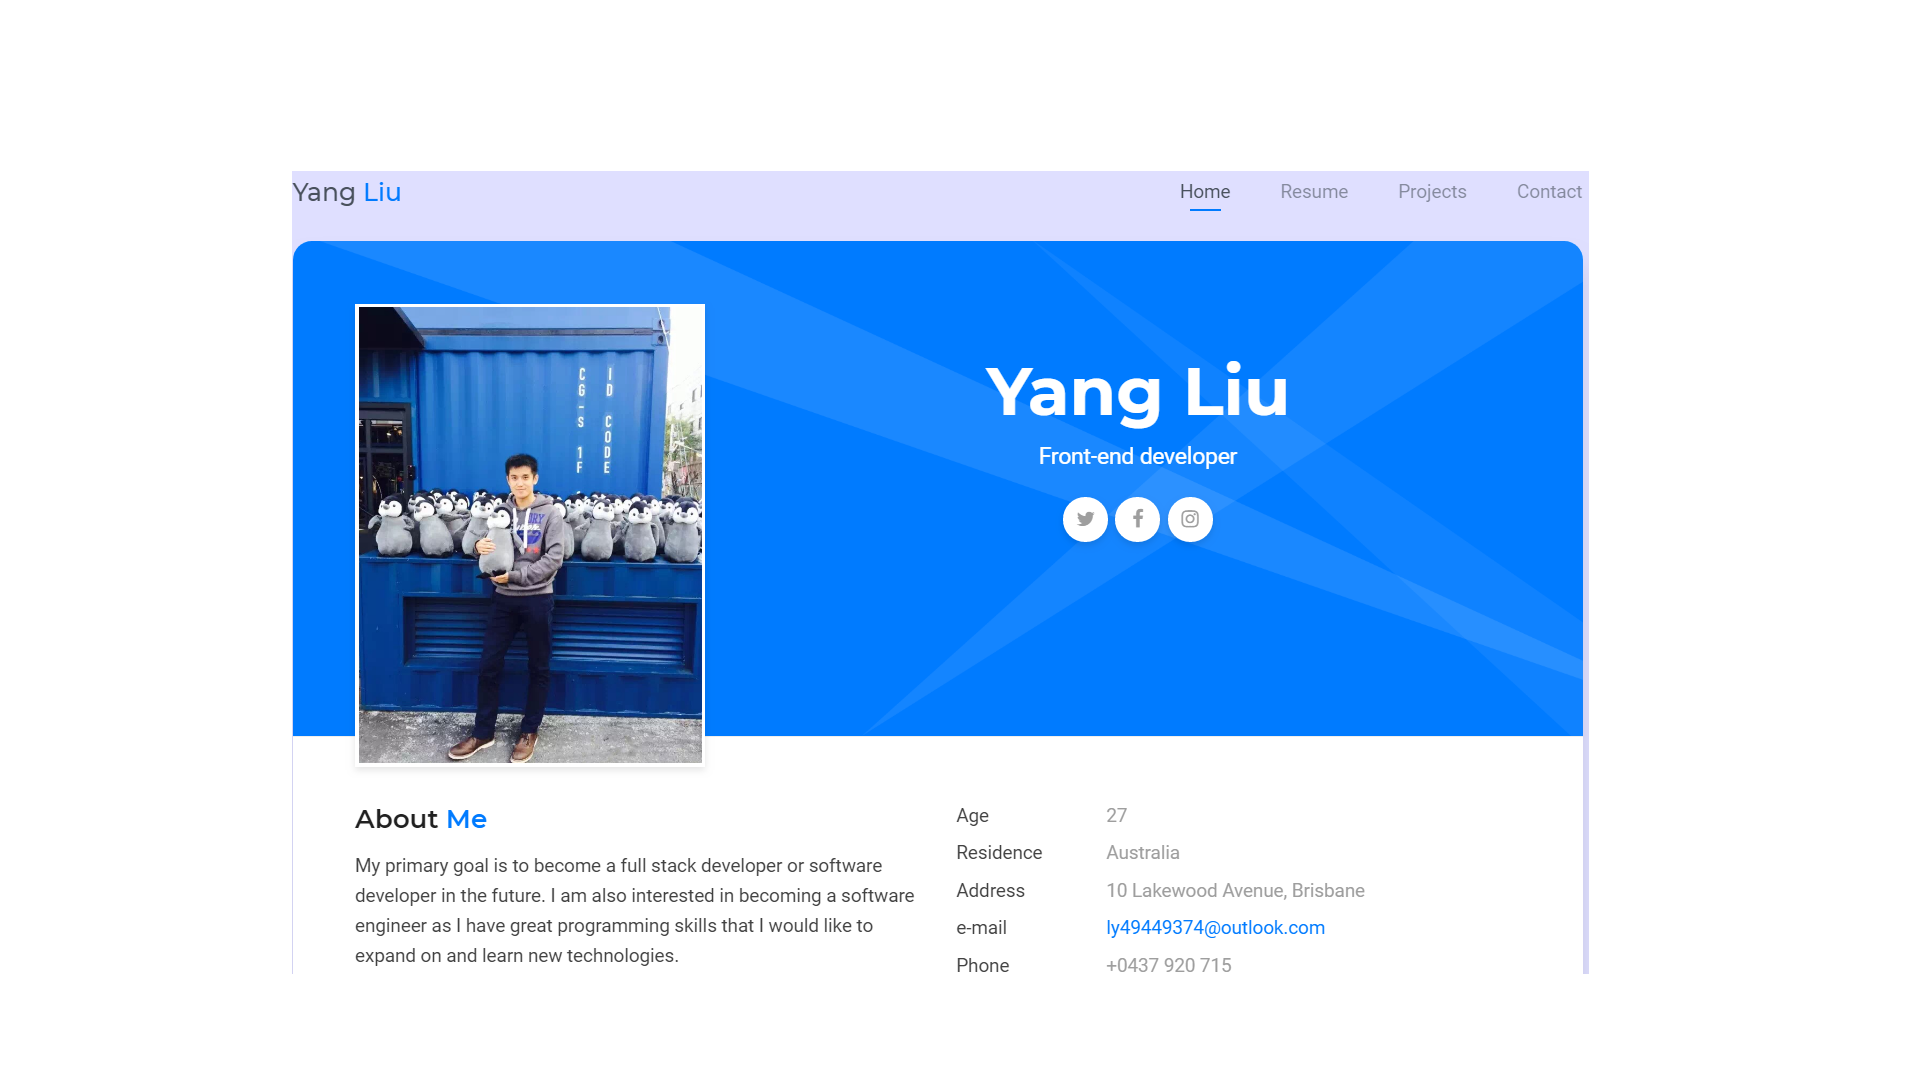 Yang Liu
Home Resume Projects Contact
CG-S 1F
ID CODE
Yang Liu
Front-end developer
About Me
My primary goal is to become a full stack developer or software
developer in the future. I am also interested in becoming a software
engineer as I have great programming skills that I would like to
expand on and learn new technologies.
Age 27
Residence Australia
Address 10 Lakewood Avenue, Brisbane
e-mail ly49449374@outlook.com
Phone +0437 920 715